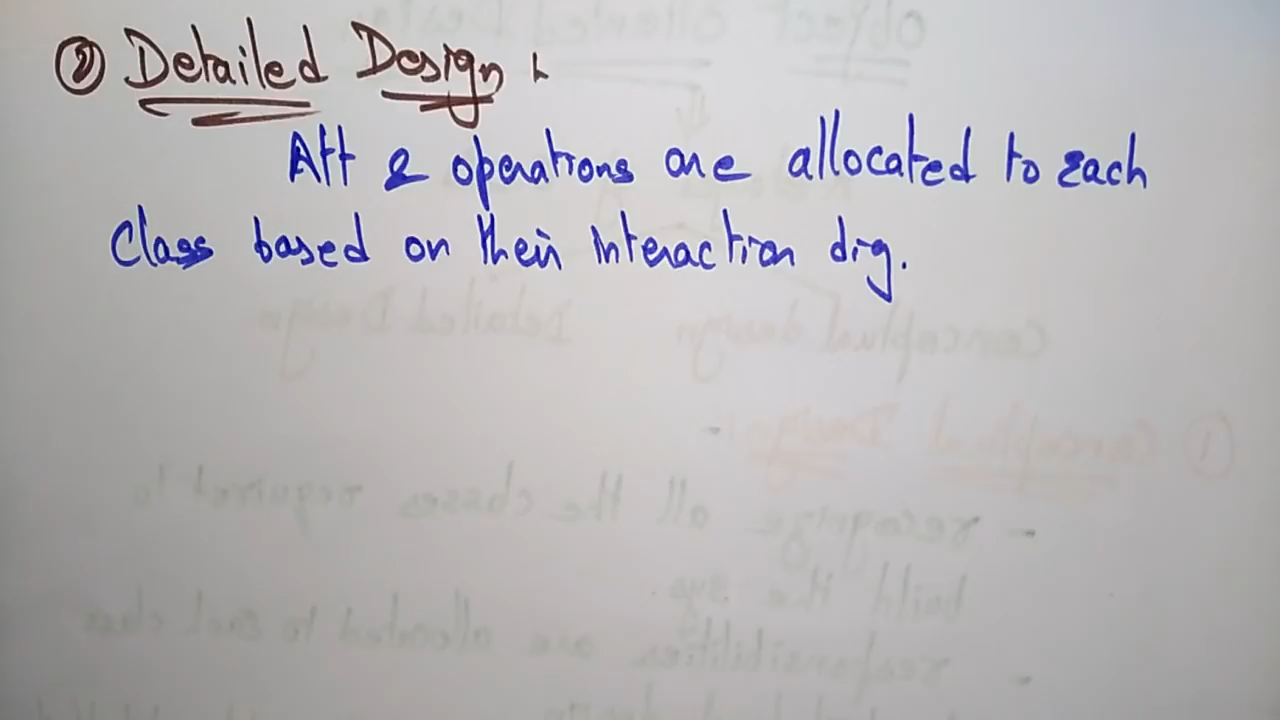 ② Detailed Design :-
Att & operations are allocated to each
Class based on their interaction dig.